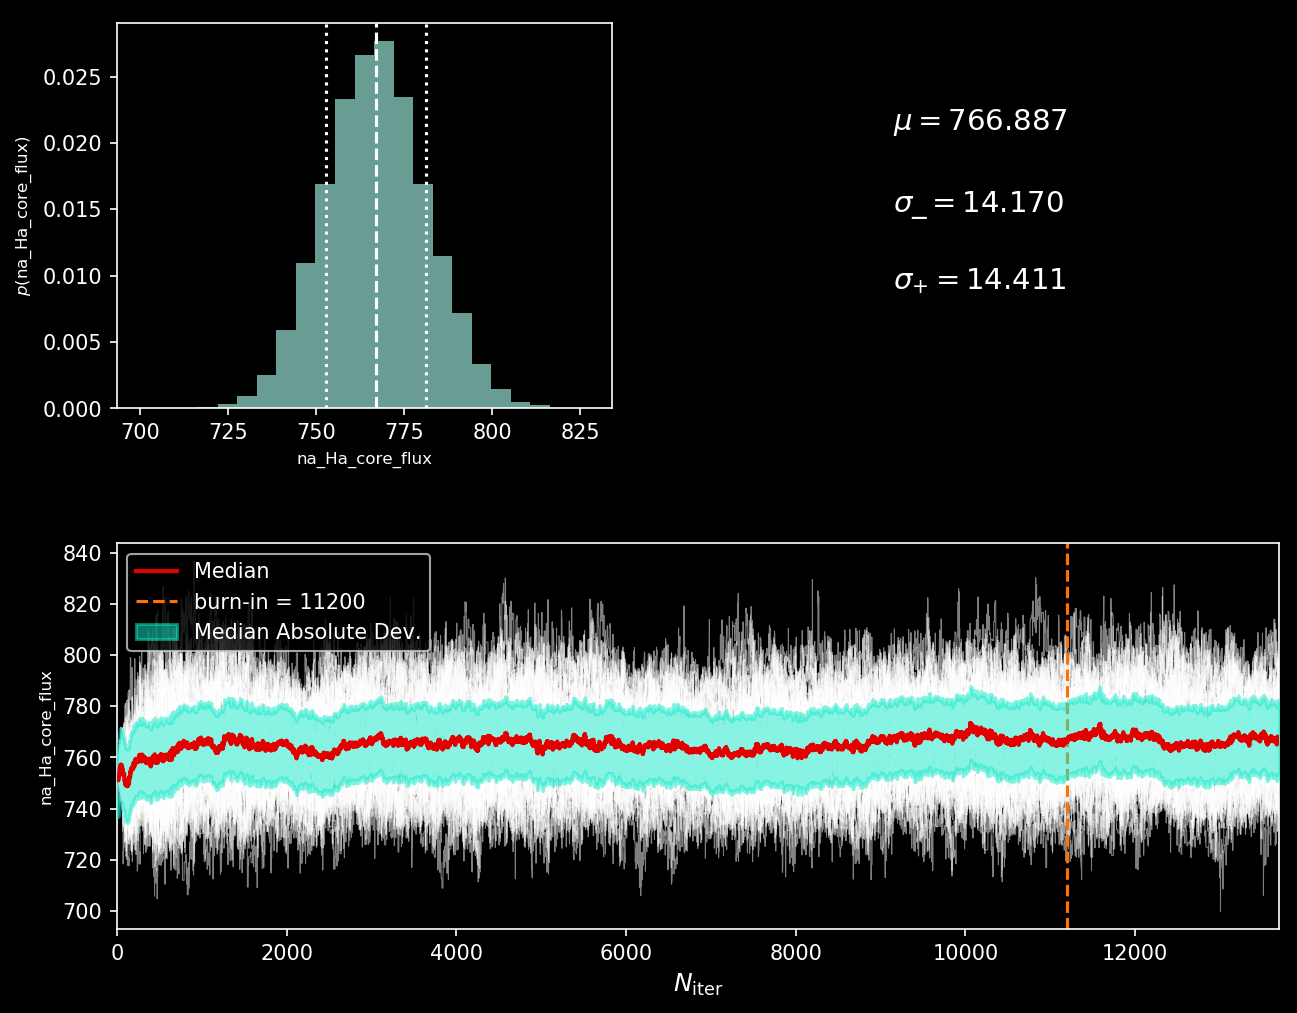 0.025
0.020
0.015
0.010
0.005
0.000
p(na_Ha_core_flux)
700 725 750 775 800 825
na_Ha_core_flux
μ = 766.887
σ_ = 14.170
σ+ = 14.411
840
820
800
780
760
740
720
700
na_Ha_core_flux
Median
burn-in = 11200
Median Absolute Dev.
0 2000 4000 6000 8000 10000 12000
Niter